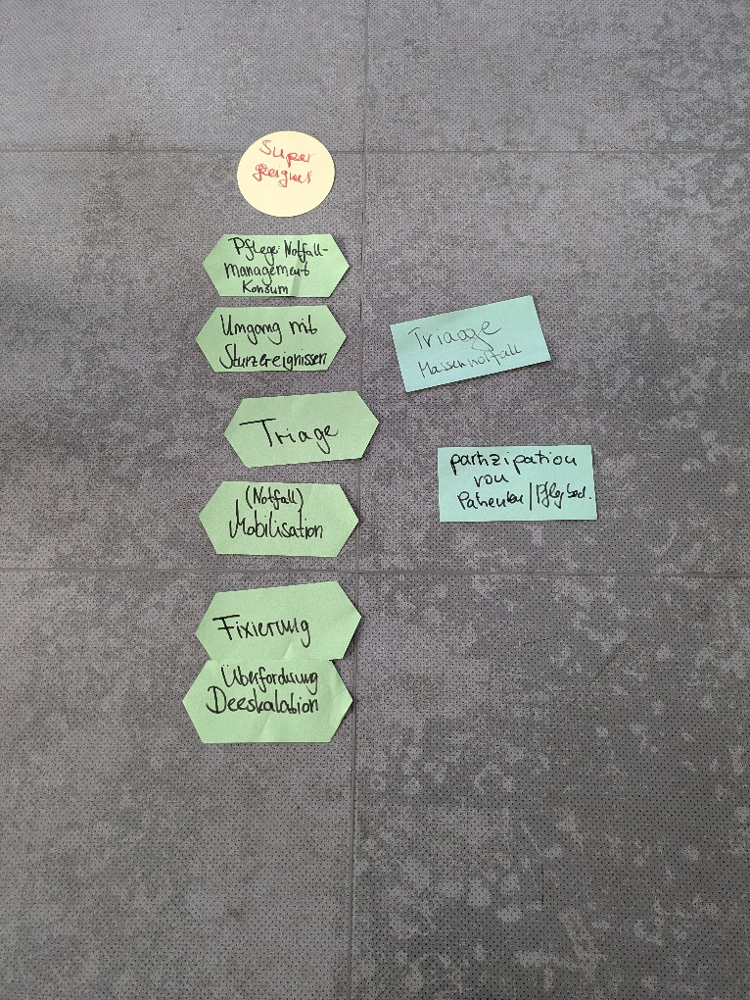 Super
geeignet
Pflege: Notfall-
management
Konsum
Umgang mit
Sturzereignissen
Triage
Massennotfall
Triage
partizipation
von
Patienten/Pflegbed.
(Notfall)
Mobilisation
Fixierung
Überforderung
Deeskalation